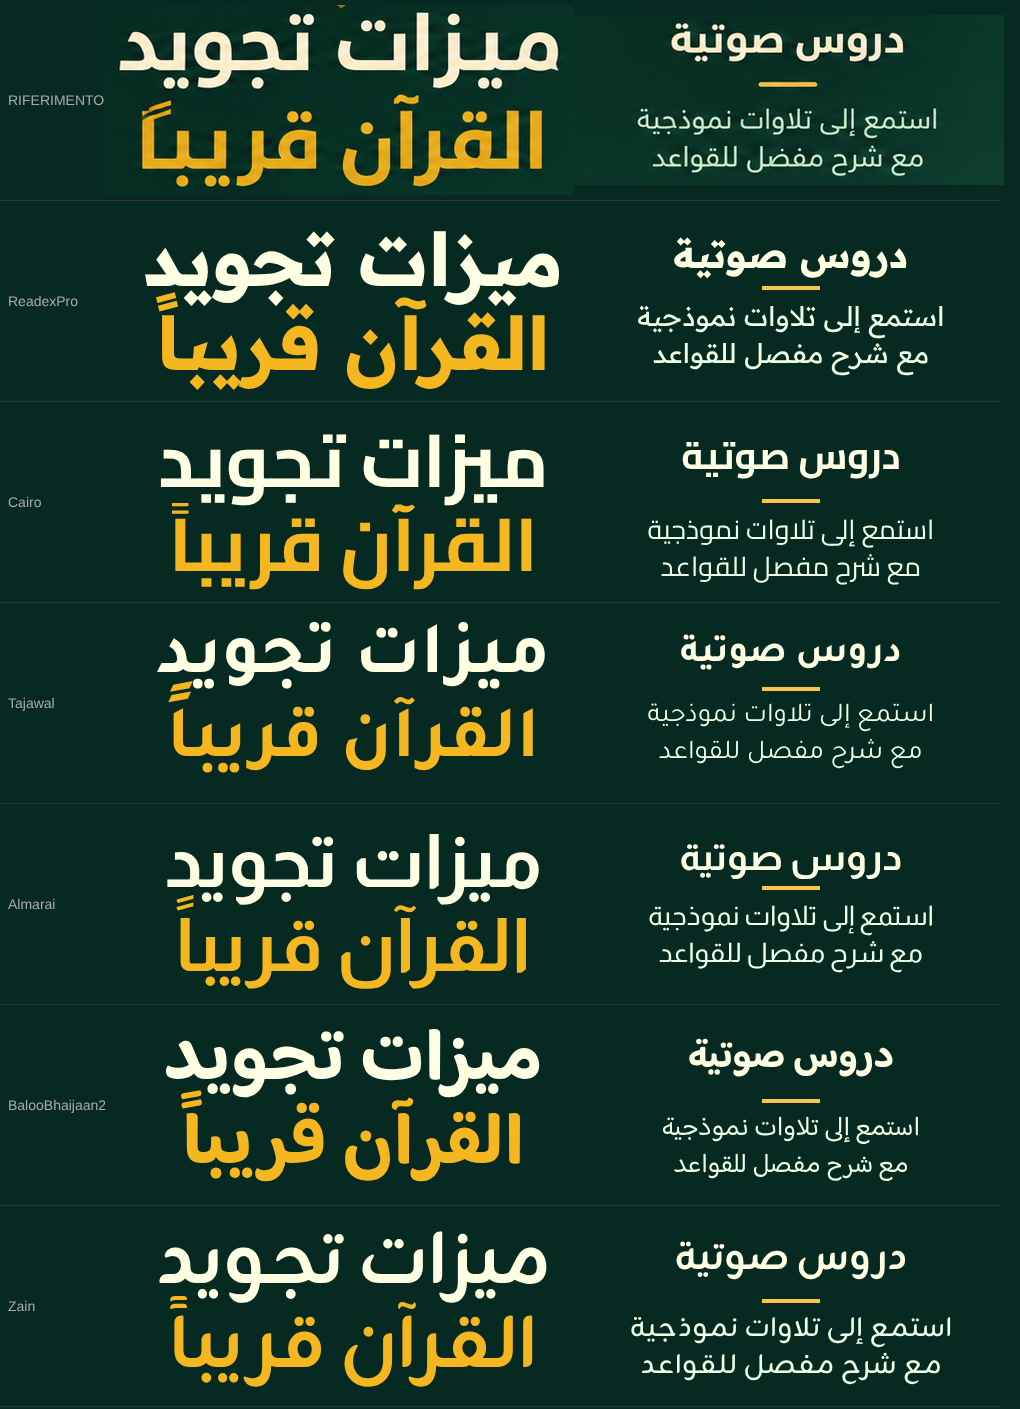 RIFERIMENTO
ميزات تجويد
القرآن قريباً
دروس صوتية
استمع إلى تلاوات نموذجية
مع شرح مفضل للقواعد
ReadexPro
ميزات تجويد
القرآن قريباً
دروس صوتية
استمع إلى تلاوات نموذجية
مع شرح مفصل للقواعد
Cairo
ميزات تجويد
القرآن قريباً
دروس صوتية
استمع إلى تلاوات نموذجية
مع شرح مفصل للقواعد
Tajawal
ميزات تجويد
القرآن قريباً
دروس صوتية
استمع إلى تلاوات نموذجية
مع شرح مفصل للقواعد
Almarai
ميزات تجويد
القرآن قريباً
دروس صوتية
استمع إلى تلاوات نموذجية
مع شرح مفصل للقواعد
BalooBhaijaan2
ميزات تجويد
القرآن قريباً
دروس صوتية
استمع إلى تلاوات نموذجية
مع شرح مفصل للقواعد
Zain
ميزات تجويد
القرآن قريباً
دروس صوتية
استمع إلى تلاوات نموذجية
مع شرح مفصل للقواعد